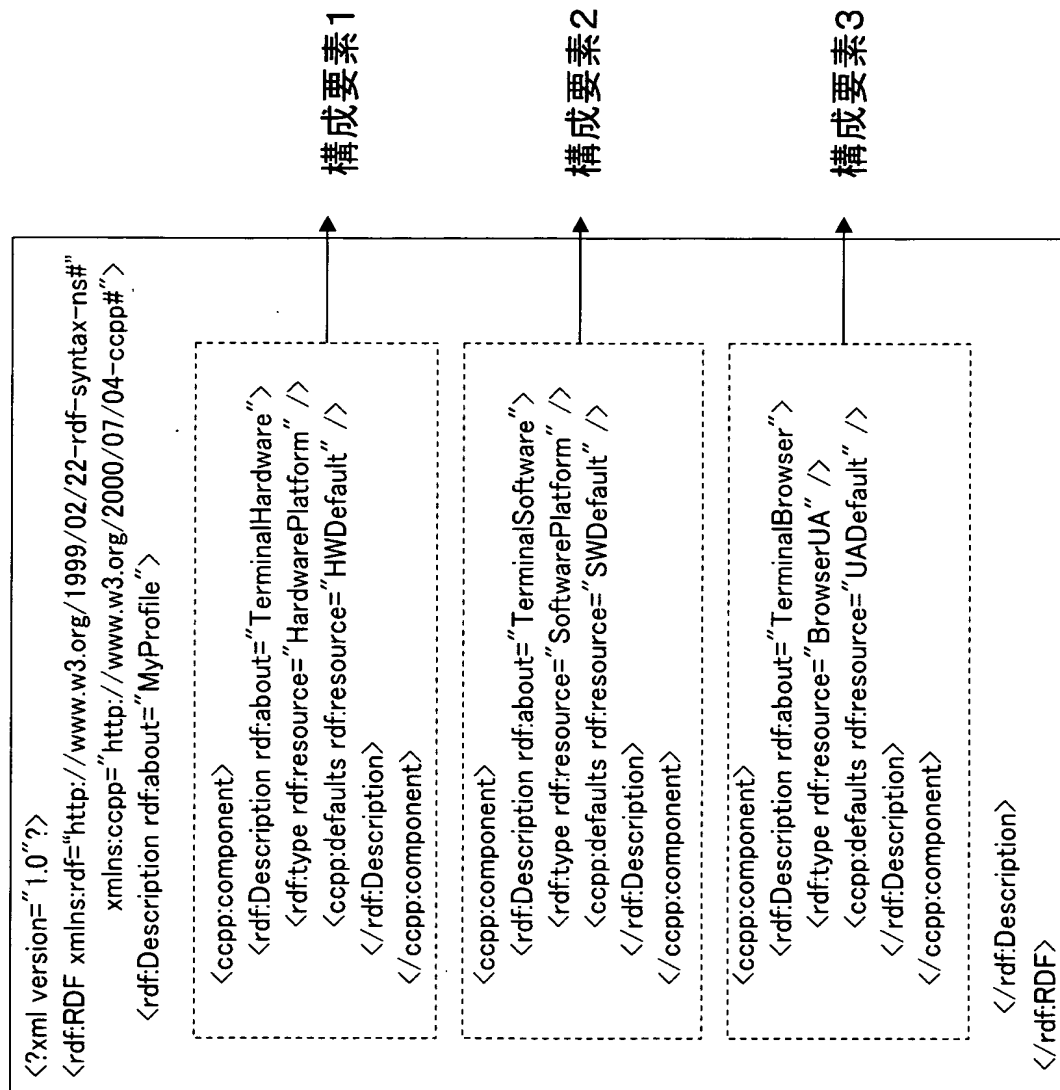 <?xml version="1.0"?>
<rdf:RDF xmlns:rdf="http://www.w3.org/1999/02/22-rdf-syntax-ns#"
xmlns:ccpp="http://www.w3.org/2000/07/04-ccpp#">
<rdf:Description rdf:about="MyProfile">
<ccpp:component>
<rdf:Description rdf:about="TerminalHardware">
<rdf:type rdf:resource="HardwarePlatform" />
<ccpp:defaults rdf:resource="HWDefault" />
</rdf:Description>
</ccpp:component>
構成要素1
<ccpp:component>
<rdf:Description rdf:about="TerminalSoftware">
<rdf:type rdf:resource="SoftwarePlatform" />
<ccpp:defaults rdf:resource="SWDefault" />
</rdf:Description>
</ccpp:component>
構成要素2
<ccpp:component>
<rdf:Description rdf:about="TerminalBrowser">
<rdf:type rdf:resource="BrowserUA" />
<ccpp:defaults rdf:resource="UADefault" />
</rdf:Description>
</ccpp:component>
構成要素3
</rdf:Description>
</rdf:RDF>